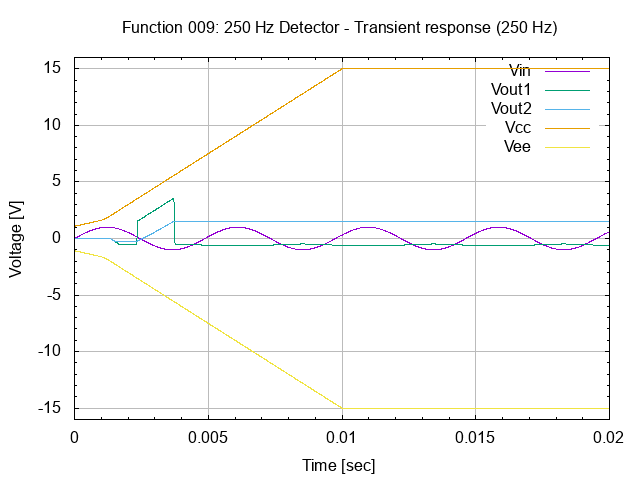 Function 009: 250 Hz Detector - Transient response (250 Hz)
15
10
5
0
-5
-10
-15
Voltage [V]
Vin
Vout1
Vout2
Vcc
Vee
0
0.005
0.01
0.015
0.02
Time [sec]